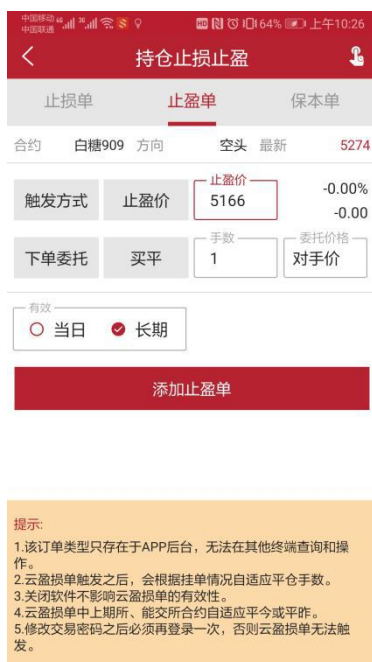 中国移动 46 36 HD N 64% 上午10:26
中国联通
持仓止损止盈
止损单 止盈单 保本单
合约 白糖909 方向 空头 最新 5274
触发方式 止盈价 止盈价 5166 -0.00%
-0.00
下单委托 买平 手数 1 委托价格 对手价
有效
当日 长期
添加止盈单
提示:
1.该订单类型只存在于APP后台，无法在其他终端查询和操
作。
2.云盈损单触发之后，会根据挂单情况自适应平仓手数。
3.关闭软件不影响云盈损单的有效性。
4.云盈损单中上期所、能交所合约自适应平今或平昨。
5.修改交易密码之后必须再登录一次，否则云盈损单无法触
发。